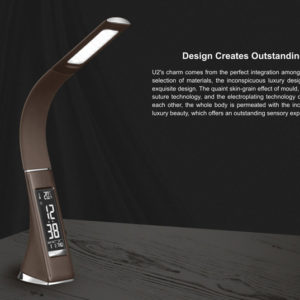 Design Creates Outstanding
U2's charm comes from the perfect integration among
selection of materials, the inconspicuous luxury desig
exquisite design. The quaint skin-grain effect of mould,
suture technology, and the electroplating technology c
each other, the whole body is permeated with the inc
luxury beauty, which offers an outstanding sensory exp
12
38